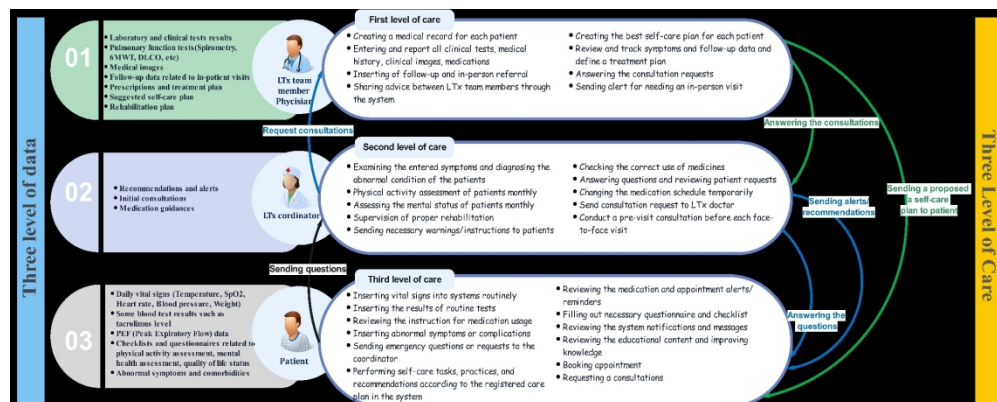 Three level of data
01
• Laboratory and clinical tests results
• Pulmonary function tests(Spirometry,
6MWT, DLCO, etc)
• Medical images
• Follow-up data related to in-patient visits
• Prescriptions and treatment plan
• Suggested self-care plan
• Rehabilitation plan
LTx team
member
Phycisian
First level of care
• Creating a medical record for each patient
• Entering and report all clinical tests, medical
history, clinical images, medications
• Inserting of follow-up and in-person referral
• Sharing advice between LTx team members through
the system
• Creating the best self-care plan for each patient
• Review and track symptoms and follow-up data and
define a treatment plan
• Answering the consultation requests
• Sending alert for needing an in-person visit
Request consultations
Answering the consultations
02
• Recommendations and alerts
• Initial consultations
• Medication guidances
LTx cordinator
Second level of care
• Examining the entered symptoms and diagnosing the
abnormal condition of the patients
• Physical activity assessment of patients monthly
• Assessing the mental status of patients monthly
• Supervision of proper rehabilitation
• Sending necessary warnings/instructions to patients
• Checking the correct use of medicines
• Answering questions and reviewing patient requests
• Changing the medication schedule temporarily
• Send consultation request to LTx doctor
• Conduct a pre-visit consultation before each face-
to-face visit
Sending alerts/
recommendations
Sending a proposed
a self-care
plan to patient
Sending questions
Answering the
questions
03
• Daily vital signs (Temperature, SpO2,
Heart rate, Blood pressure, Weight)
• Some blood test results such as
tacrolimus level
• PEF(Peak Expiratory Flow) data
• Checklists and questionnaires related to
physical activity assessment, mental
health assessment, quality of life status
• Abnormal symptoms and comorbidities
Patient
Third level of care
• Inserting vital signs into systems routinely
• Inserting the results of routine tests
• Reviewing the instruction for medication usage
• Inserting abnormal symptoms or complications
• Sending emergency questions or requests to the
coordinator
• Performing self-care tasks, practices, and
recommendations according to the registered care
plan in the system
• Reviewing the medication and appointment alerts/
reminders
• Filling out necessary questionnaire and checklist
• Reviewing the system notifications and messages
• Reviewing the educational content and improving
knowledge
• Booking appointment
• Requesting a consultations
Three Level of Care